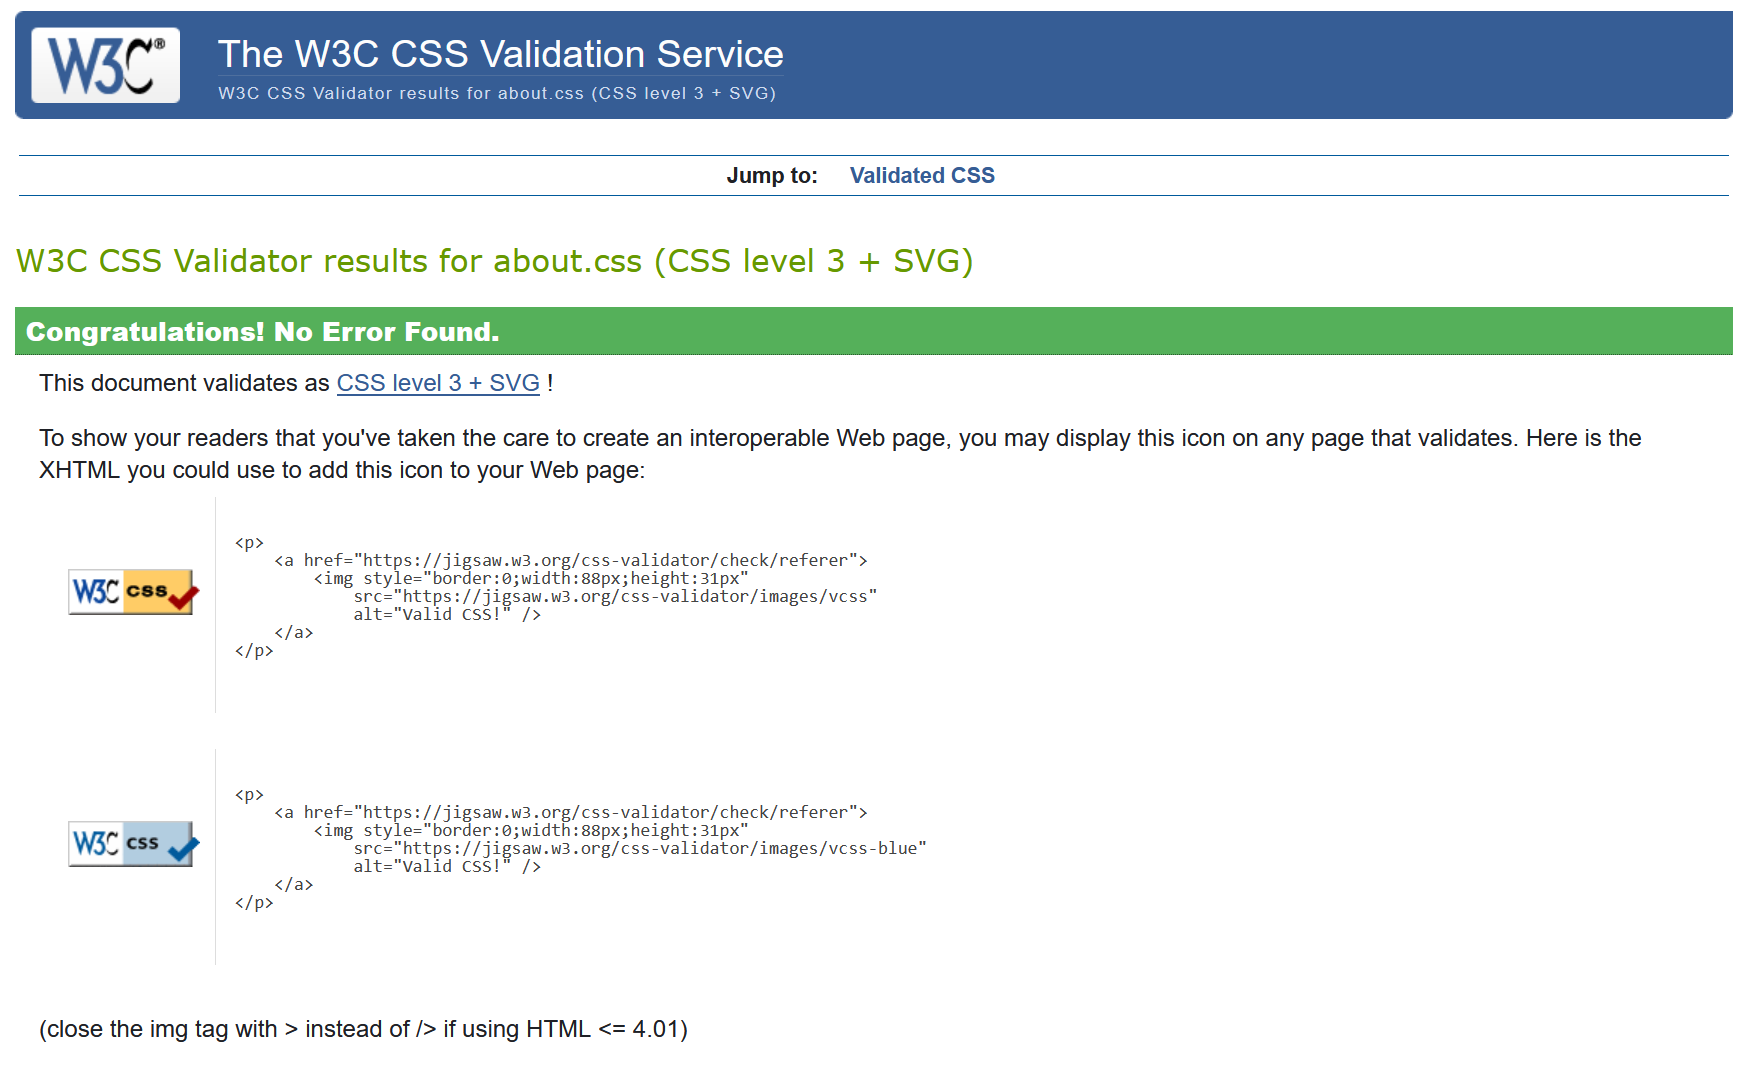 W3C®
The W3C CSS Validation Service
W3C CSS Validator results for about.css (CSS level 3 + SVG)
Jump to: Validated CSS
W3C CSS Validator results for about.css (CSS level 3 + SVG)
Congratulations! No Error Found.
This document validates as CSS level 3 + SVG !
To show your readers that you've taken the care to create an interoperable Web page, you may display this icon on any page that validates. Here is the
XHTML you could use to add this icon to your Web page:
<p>
    <a href="https://jigsaw.w3.org/css-validator/check/referer">
        <img style="border:0;width:88px;height:31px"
W3C css
            src="https://jigsaw.w3.org/css-validator/images/vcss"
            alt="Valid CSS!" />
    </a>
</p>
<p>
    <a href="https://jigsaw.w3.org/css-validator/check/referer">
        <img style="border:0;width:88px;height:31px"
W3C css
            src="https://jigsaw.w3.org/css-validator/images/vcss-blue"
            alt="Valid CSS!" />
    </a>
</p>
(close the img tag with > instead of /> if using HTML <= 4.01)